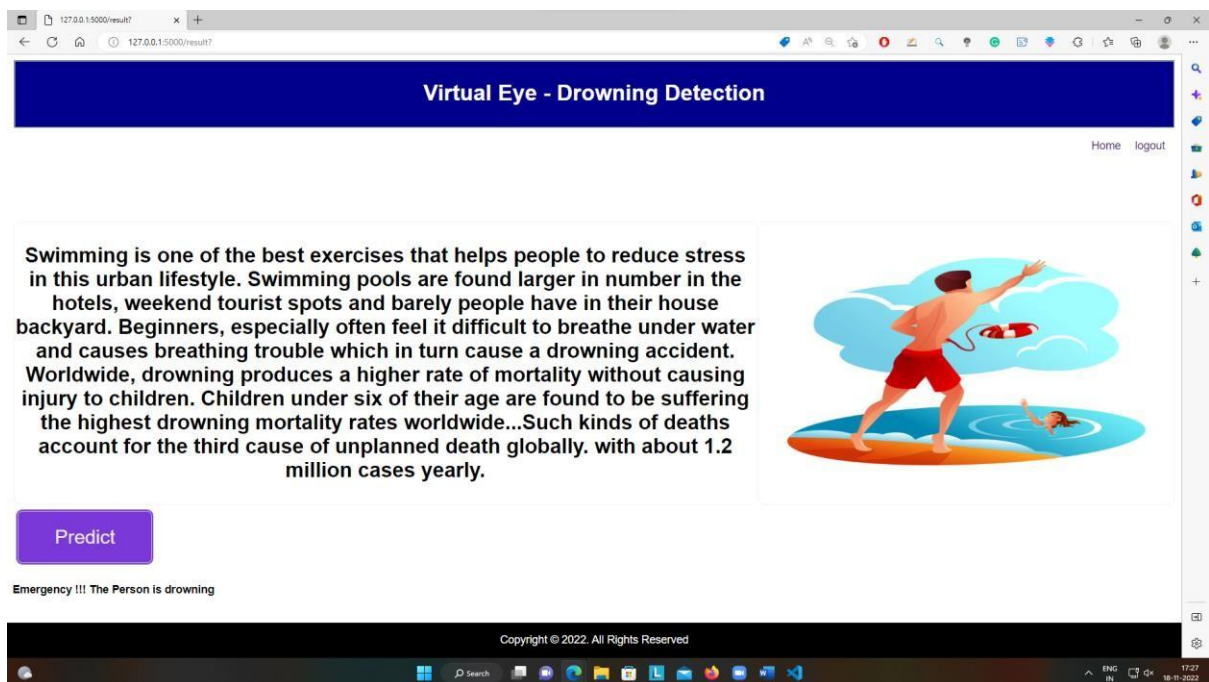 127.0.0.1:5000/result?
127.0.0.1:5000/result?
Virtual Eye - Drowning Detection
Home logout
Swimming is one of the best exercises that helps people to reduce stress
in this urban lifestyle. Swimming pools are found larger in number in the
hotels, weekend tourist spots and barely people have in their house
backyard. Beginners, especially often feel it difficult to breathe under water
and causes breathing trouble which in turn cause a drowning accident.
Worldwide, drowning produces a higher rate of mortality without causing
injury to children. Children under six of their age are found to be suffering
the highest drowning mortality rates worldwide...Such kinds of deaths
account for the third cause of unplanned death globally. with about 1.2
million cases yearly.
Predict
Emergency !!! The Person is drowning
Copyright © 2022. All Rights Reserved
Search
ENG
IN
17:27
18-11-2022